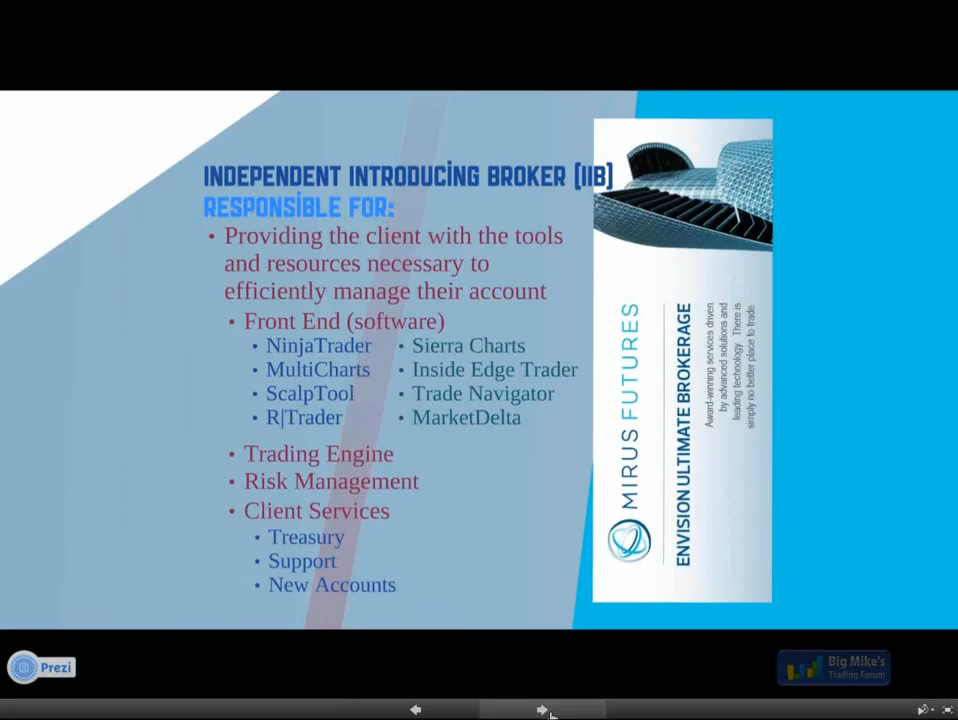 INDEPENDENT INTRODUCING BROKER (IIB)
RESPONSIBLE FOR:
• Providing the client with the tools
and resources necessary to
efficiently manage their account
• Front End (software)
• NinjaTrader
• MultiCharts
• ScalpTool
• R|Trader
• Sierra Charts
• Inside Edge Trader
• Trade Navigator
• MarketDelta
• Trading Engine
• Risk Management
• Client Services
• Treasury
• Support
• New Accounts
MIRUS FUTURES
ENVISION ULTIMATE BROKERAGE
Award-winning services driven
by advanced solutions and
leading technology. There is
simply no better place to trade.
Prezi
Big Mike's
Trading Forum